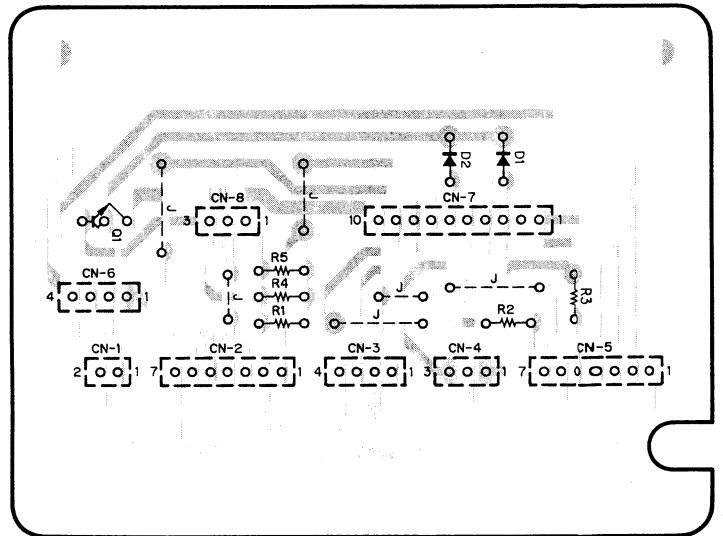 D2 D1
CN-8 CN-7
J J
3 1 10 1
Q1
CN-6 R5
4 1 J R4 J J R3
R1 J R2
CN-1 CN-2 CN-3 CN-4 CN-5
2 1 7 1 4 1 3 1 7 1